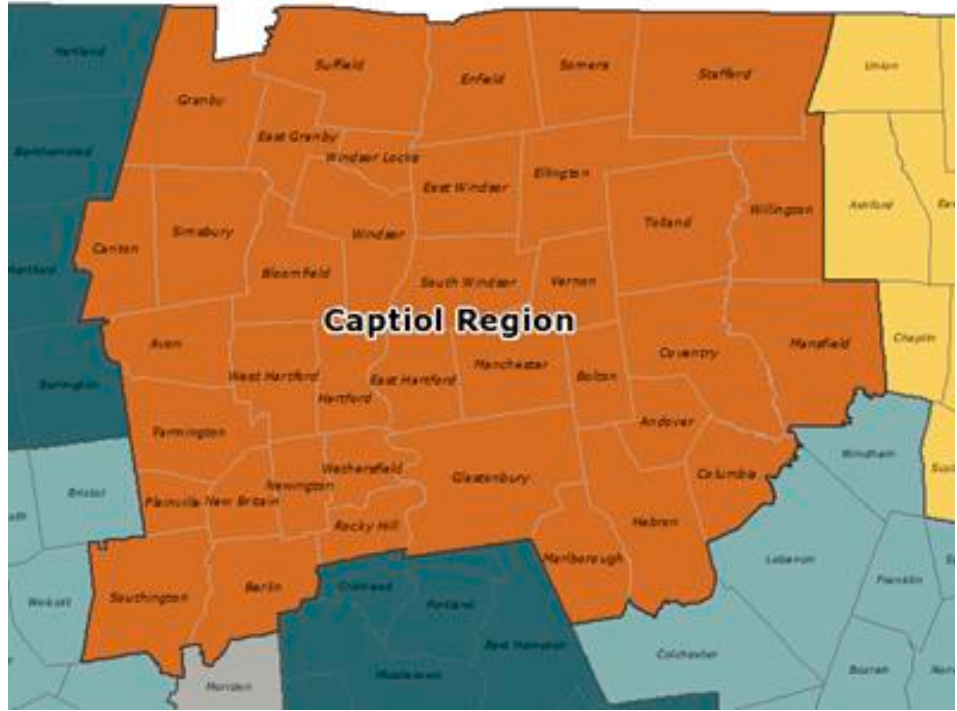 Hartland
Suffield
Enfield
Somers
Stafford
Union
Granby
East Granby
Barkhamsted
Windsor Locks
East Windsor
Ellington
Ashford
Canton
Simsbury
Windsor
Tolland
Willington
Hartford
Bloomfield
South Windsor
Vernon
Captiol Region
Avon
Chaplin
Mansfield
Coventry
Burlington
West Hartford
East Hartford
Manchester
Bolton
Hartford
Andover
Farmington
Wethersfield
Glastonbury
Columbia
Windham
Bristol
Plainville
New Britain
Newington
Rocky Hill
Hebron
Marlborough
Lebanon
Franklin
Southington
Berlin
Cromwell
Portland
Wolcott
East Hampton
Colchester
Meriden
Middletown
Bozrah